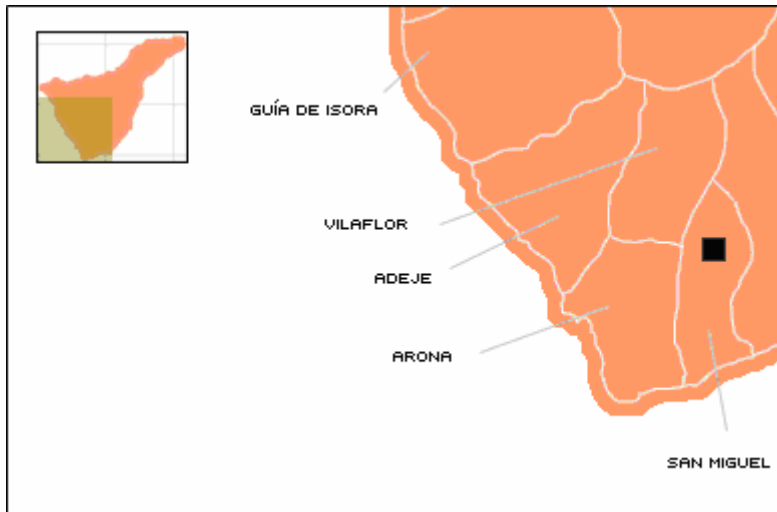 GUÍA DE ISORA
VILAFLOR
ADEJE
ARONA
SAN MIGUEL